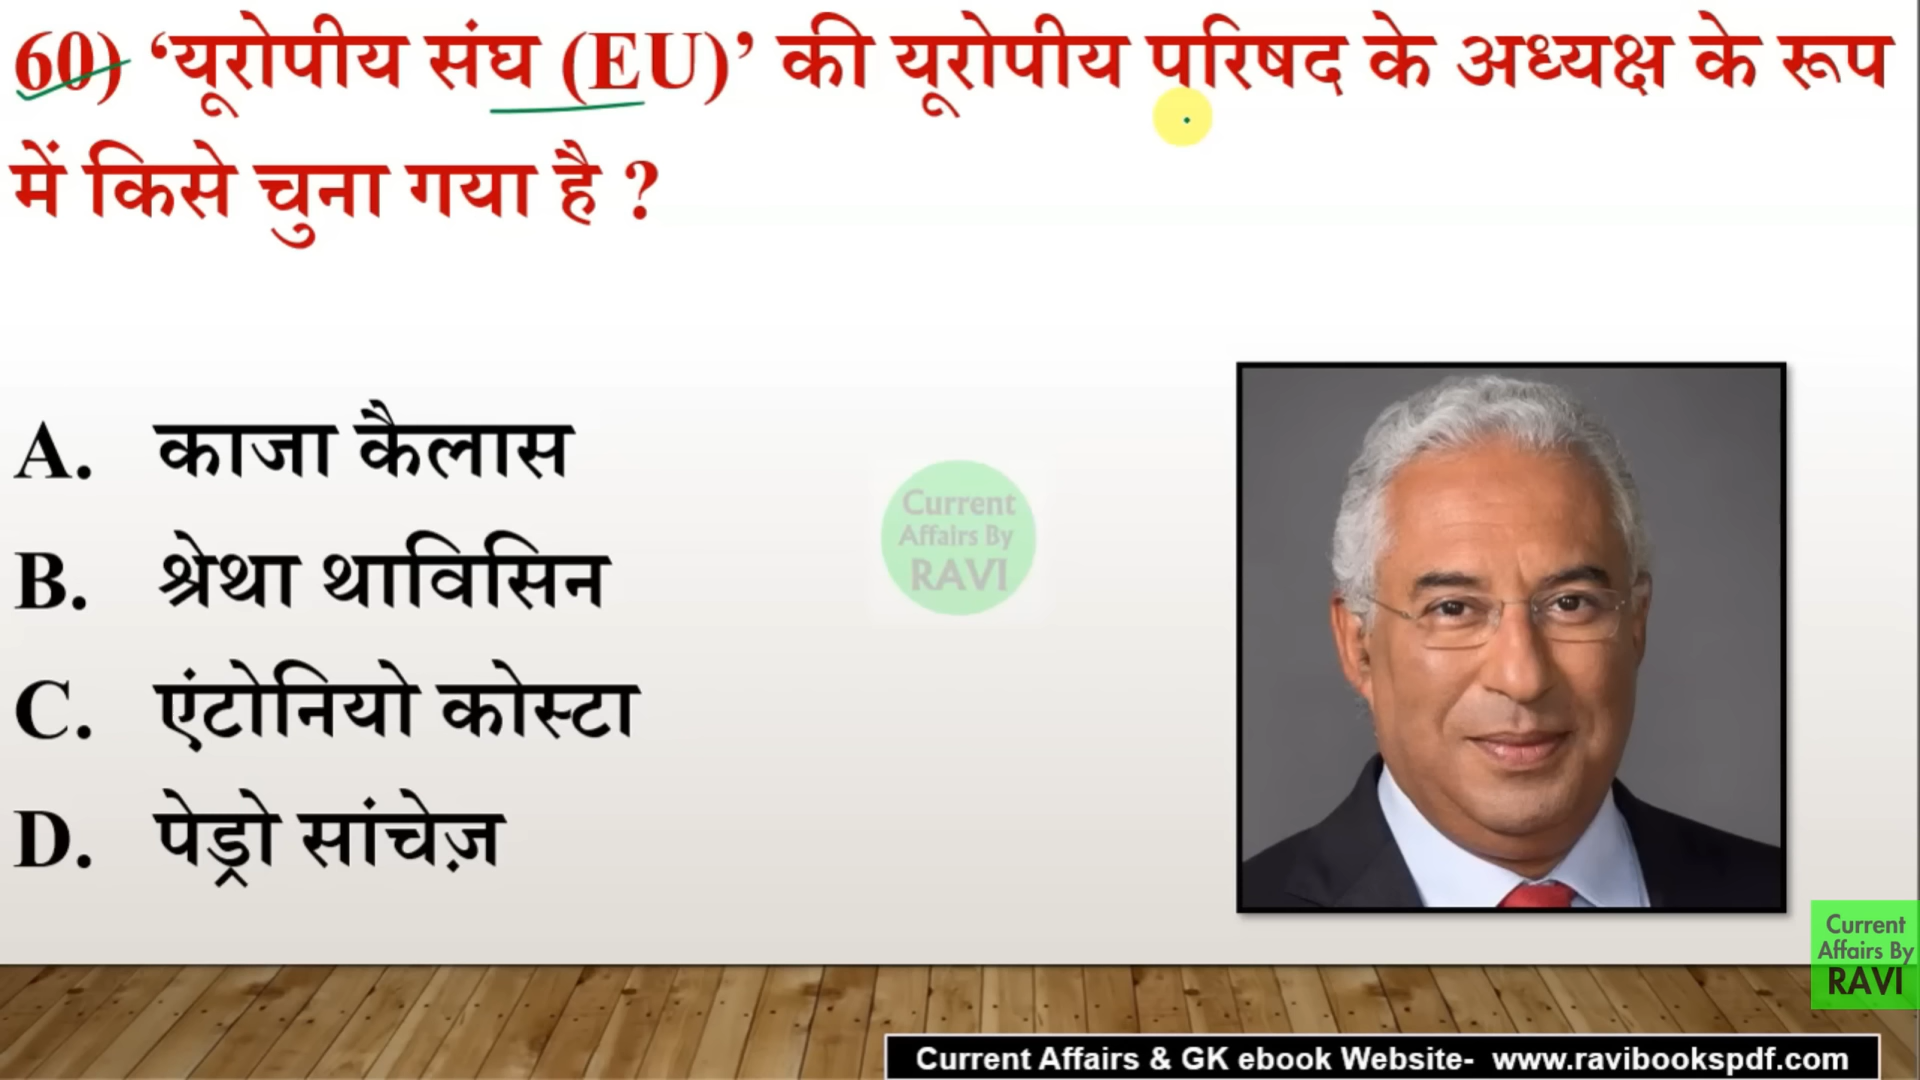 60) ‘यूरोपीय संघ (EU)’ की यूरोपीय परिषद के अध्यक्ष के रूप
में किसे चुना गया है ?
A. काजा कैलास
B. श्रेथा थाविसिन
C. एंटोनियो कोस्टा
D. पेड्रो सांचेज़
Current
Affairs By
RAVI
Current
Affairs By
RAVI
Current Affairs & GK ebook Website- www.ravibookspdf.com